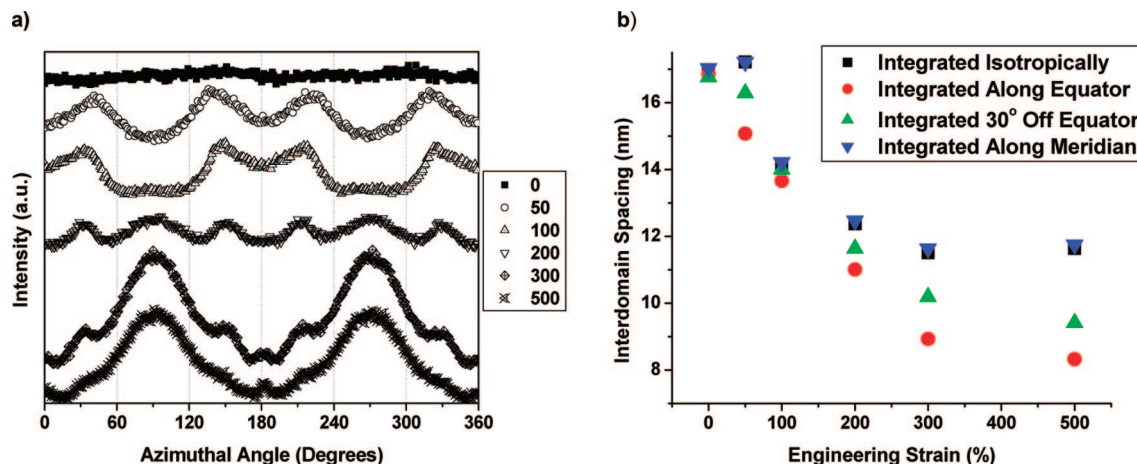 a)
Intensity (a.u.)
0
50
100
200
300
500
0 60 120 180 240 300 360
Azimuthal Angle (Degrees)
b)
Integrated Isotropically
Integrated Along Equator
Integrated 30° Off Equator
Integrated Along Meridian
Interdomain Spacing (nm)
16
14
12
10
8
0 100 200 300 400 500
Engineering Strain (%)